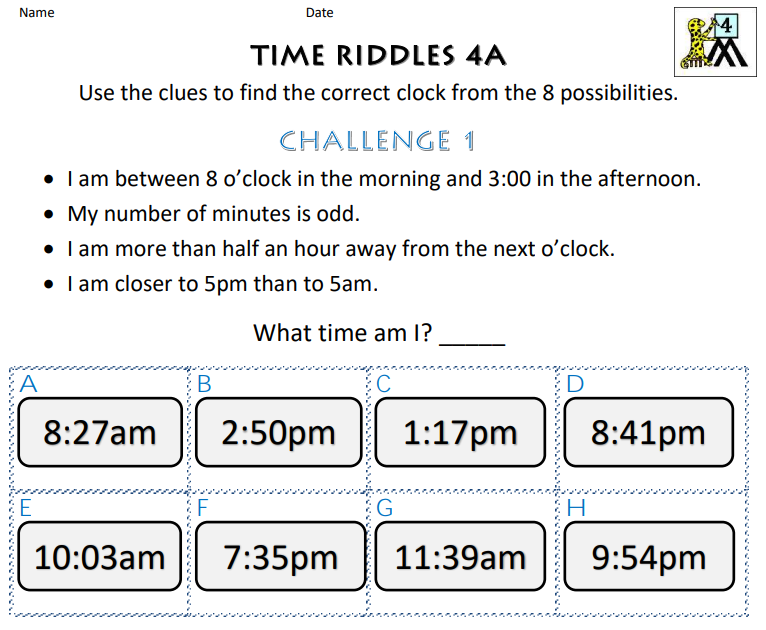 Name Date
4
TIME RIDDLES 4A
Use the clues to find the correct clock from the 8 possibilities.
CHALLENGE 1
• I am between 8 o’clock in the morning and 3:00 in the afternoon.
• My number of minutes is odd.
• I am more than half an hour away from the next o’clock.
• I am closer to 5pm than to 5am.
What time am I? _____
A B C D
8:27am 2:50pm 1:17pm 8:41pm
E F G H
10:03am 7:35pm 11:39am 9:54pm